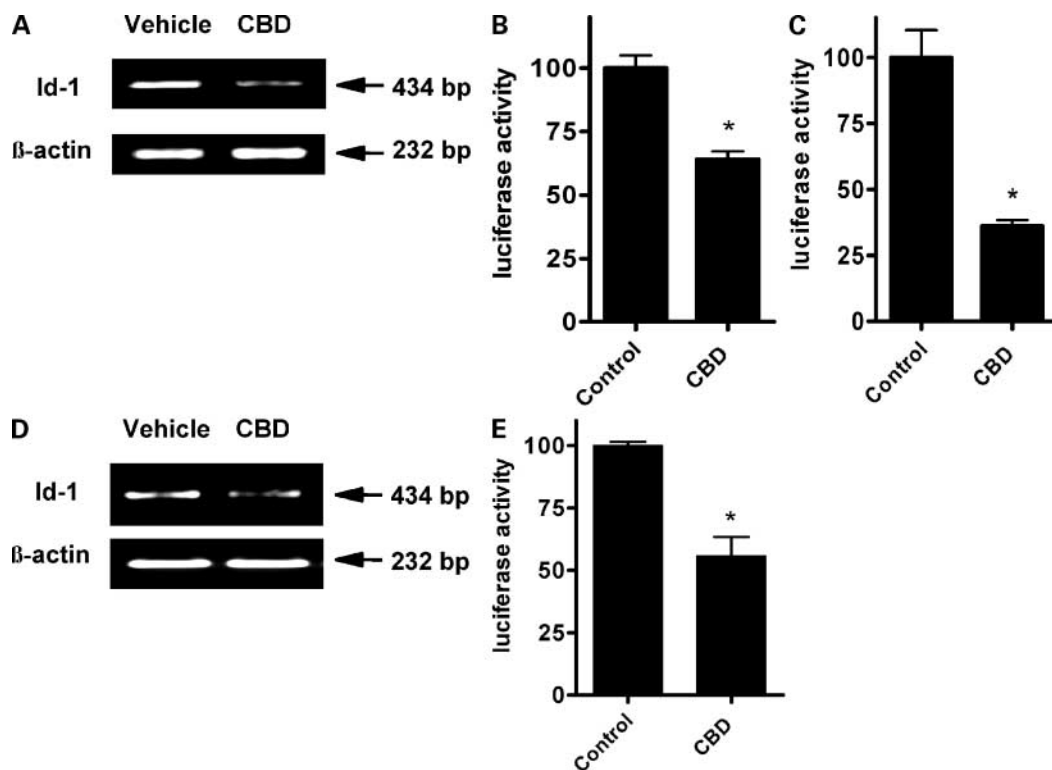 A
Vehicle CBD
Id-1
434 bp
ß-actin
232 bp
B
luciferase activity
100
75
50
25
0
Control
CBD
*
C
luciferase activity
100
75
50
25
0
Control
CBD
*
D
Vehicle CBD
Id-1
434 bp
ß-actin
232 bp
E
luciferase activity
100
75
50
25
0
Control
CBD
*